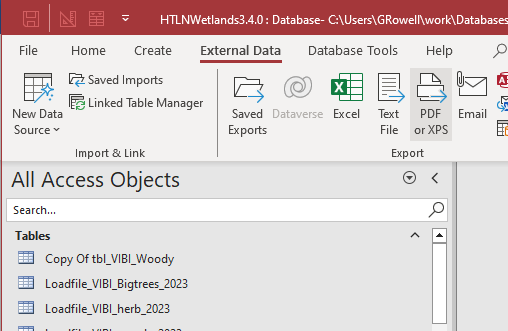 HTLNWetlands3.4.0 : Database- C:\Users\GRowell\work\Databases
File Home Create External Data Database Tools Help
New Data Source
Saved Imports
Linked Table Manager
Import & Link
Saved Exports
Dataverse
Excel
Text File
PDF or XPS
Email
Export
All Access Objects
Search...
Tables
Copy Of tbl_VIBI_Woody
Loadfile_VIBI_Bigtrees_2023
Loadfile_VIBI_herb_2023